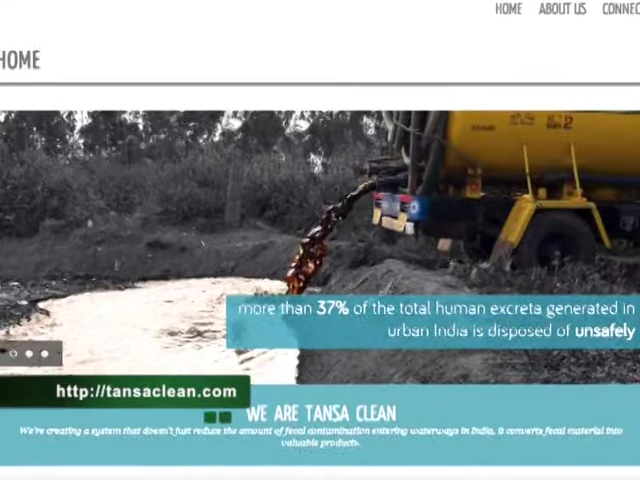 HOME ABOUT US CONNEC
HOME
more than 37% of the total human excreta generated in
urban India is disposed of unsafely
http://tansaclean.com
WE ARE TANSA CLEAN
We're creating a system that doesn't just reduce the amount of fecal contamination entering waterways in India, it converts fecal material into
valuable products.